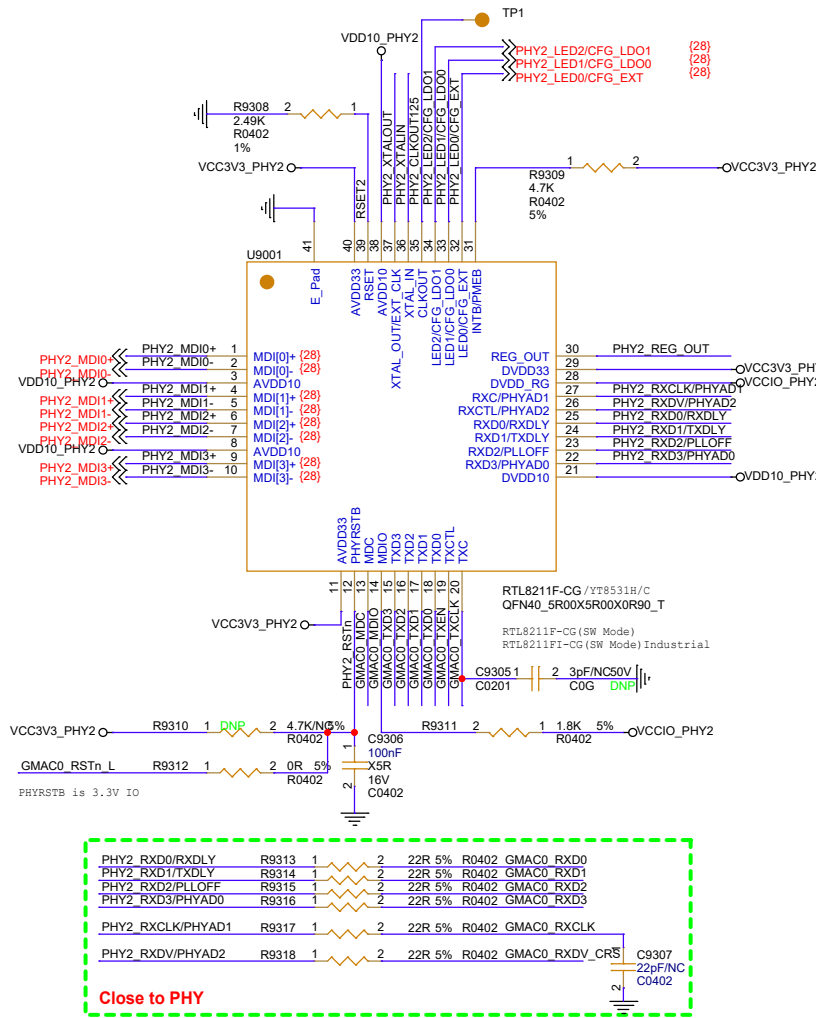 TP1
VDD10_PHY2
PHY2_LED2/CFG_LDO1 {28}
PHY2_LED1/CFG_LDO0 {28}
PHY2_LED0/CFG_EXT {28}
R9308 2 1
2.49K
R0402
1%
VCC3V3_PHY2
RSET2
PHY2_XTALOUT
PHY2_XTALIN
PHY2_CLKOUT125
PHY2_LED2/CFG_LDO1
PHY2_LED1/CFG_LDO0
PHY2_LED0/CFG_EXT
1 2 VCC3V3_PHY2
R9309
4.7K
R0402
5%
41 40 39 38 37 36 35 34 33 32 31
U9001
E_Pad
AVDD33
RSET
AVDD10
XTAL_OUT/EXT_CLK
XTAL_IN
CLKOUT
LED2/CFG_LDO1
LED1/CFG_LDO0
LED0/CFG_EXT
INTB/PMEB
PHY2_MDI0+ PHY2_MDI0+ 1 MDI[0]+ {28}
PHY2_MDI0- PHY2_MDI0- 2 MDI[0]- {28}
VDD10_PHY2 3 AVDD10
PHY2_MDI1+ PHY2_MDI1+ 4 MDI[1]+ {28}
PHY2_MDI1- PHY2_MDI1- 5 MDI[1]- {28}
PHY2_MDI2+ PHY2_MDI2+ 6 MDI[2]+ {28}
PHY2_MDI2- PHY2_MDI2- 7 MDI[2]- {28}
VDD10_PHY2 8 AVDD10
PHY2_MDI3+ PHY2_MDI3+ 9 MDI[3]+ {28}
PHY2_MDI3- PHY2_MDI3- 10 MDI[3]- {28}
REG_OUT 30 PHY2_REG_OUT
DVDD33 29 VCC3V3_PHY2
DVDD_RG 28 VCCIO_PHY2
RXC/PHYAD1 27 PHY2_RXCLK/PHYAD1
RXCTL/PHYAD2 26 PHY2_RXDV/PHYAD2
RXD0/RXDLY 25 PHY2_RXD0/RXDLY
RXD1/TXDLY 24 PHY2_RXD1/TXDLY
RXD2/PLLOFF 23 PHY2_RXD2/PLLOFF
RXD3/PHYAD0 22 PHY2_RXD3/PHYAD0
DVDD10 21 VDD10_PHY2
AVDD33
PHYRSTB
MDC
MDIO
TXD3
TXD2
TXD1
TXD0
TXCTL
TXC
11 12 13 14 15 16 17 18 19 20
RTL8211F-CG /YT8531H/C
QFN40_5R00X5R00X0R90_T
RTL8211F-CG(SW Mode)
RTL8211FI-CG(SW Mode)Industrial
VCC3V3_PHY2
PHY2_RSTn
GMAC0_MDC
GMAC0_MDIO
GMAC0_TXD3
GMAC0_TXD2
GMAC0_TXD1
GMAC0_TXD0
GMAC0_TXEN
GMAC0_TXCLK
C9305 1 2 3pF/NC 50V
C0201 C0G DNP
VCC3V3_PHY2 R9310 1 DNP 2 4.7K/NC 5%
R0402
R9311 2 1 1.8K 5% VCCIO_PHY2
R0402
C9306
1 100nF
X5R
16V
2 C0402
GMAC0_RSTn_L R9312 1 2 0R 5%
R0402
PHYRSTB is 3.3V IO
PHY2_RXD0/RXDLY R9313 1 2 22R 5% R0402 GMAC0_RXD0
PHY2_RXD1/TXDLY R9314 1 2 22R 5% R0402 GMAC0_RXD1
PHY2_RXD2/PLLOFF R9315 1 2 22R 5% R0402 GMAC0_RXD2
PHY2_RXD3/PHYAD0 R9316 1 2 22R 5% R0402 GMAC0_RXD3
PHY2_RXCLK/PHYAD1 R9317 1 2 22R 5% R0402 GMAC0_RXCLK
PHY2_RXDV/PHYAD2 R9318 1 2 22R 5% R0402 GMAC0_RXDV_CRS
1 C9307
22pF/NC
2 C0402
Close to PHY